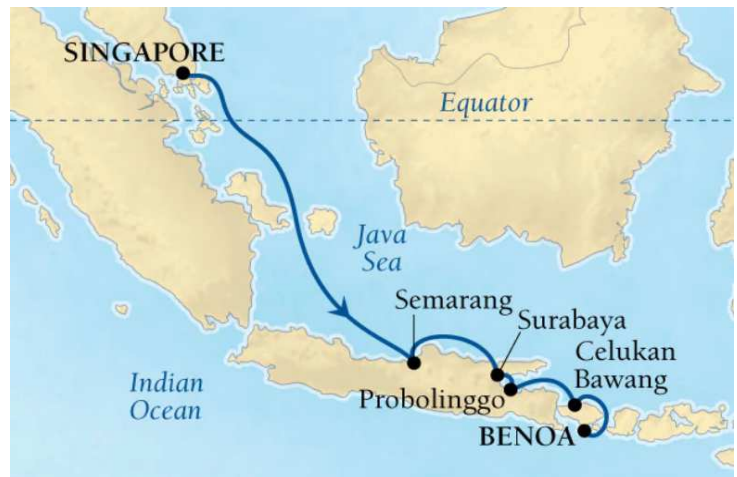 SINGAPORE
Equator
Java
Sea
Semarang
Surabaya
Celukan
Bawang
Indian
Ocean
Probolinggo
BENOA